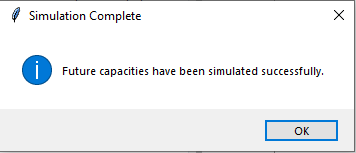 Simulation Complete
Future capacities have been simulated successfully.
OK